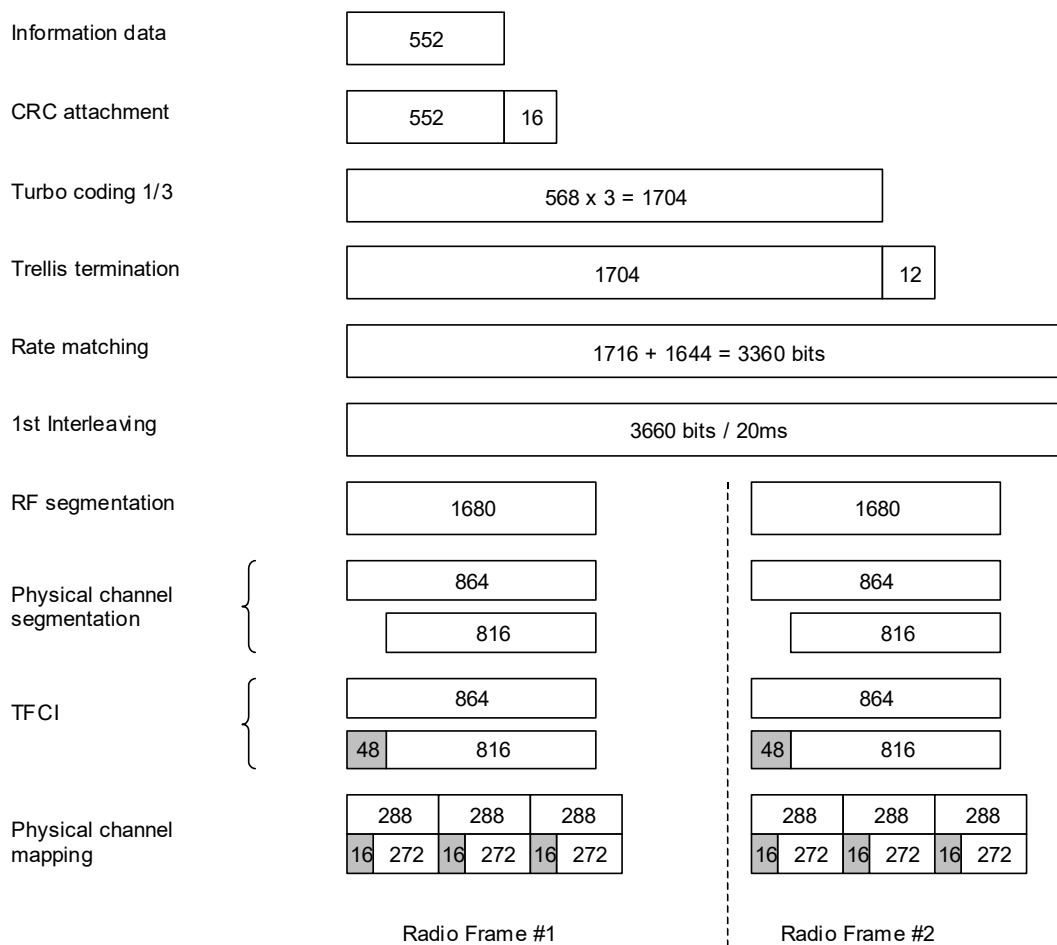 Information data
552
CRC attachment
552 16
Turbo coding 1/3
568 x 3 = 1704
Trellis termination
1704 12
Rate matching
1716 + 1644 = 3360 bits
1st Interleaving
3660 bits / 20ms
RF segmentation
1680 1680
Physical channel
segmentation
864 864
816 816
TFCI
864 864
48 816 48 816
Physical channel
mapping
288 288 288 288 288 288
16 272 16 272 16 272 16 272 16 272 16 272
Radio Frame #1 Radio Frame #2